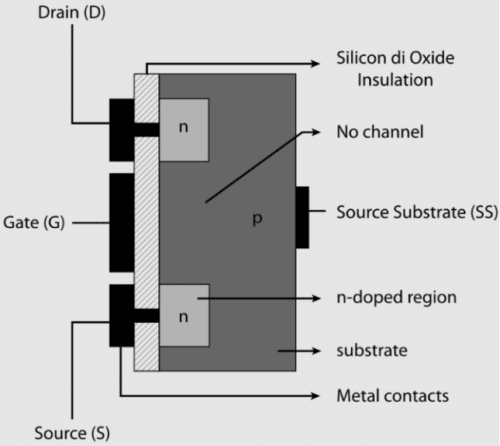 Drain (D)
Silicon di Oxide
Insulation
n
No channel
Gate (G)
p
Source Substrate (SS)
n-doped region
n
substrate
Metal contacts
Source (S)